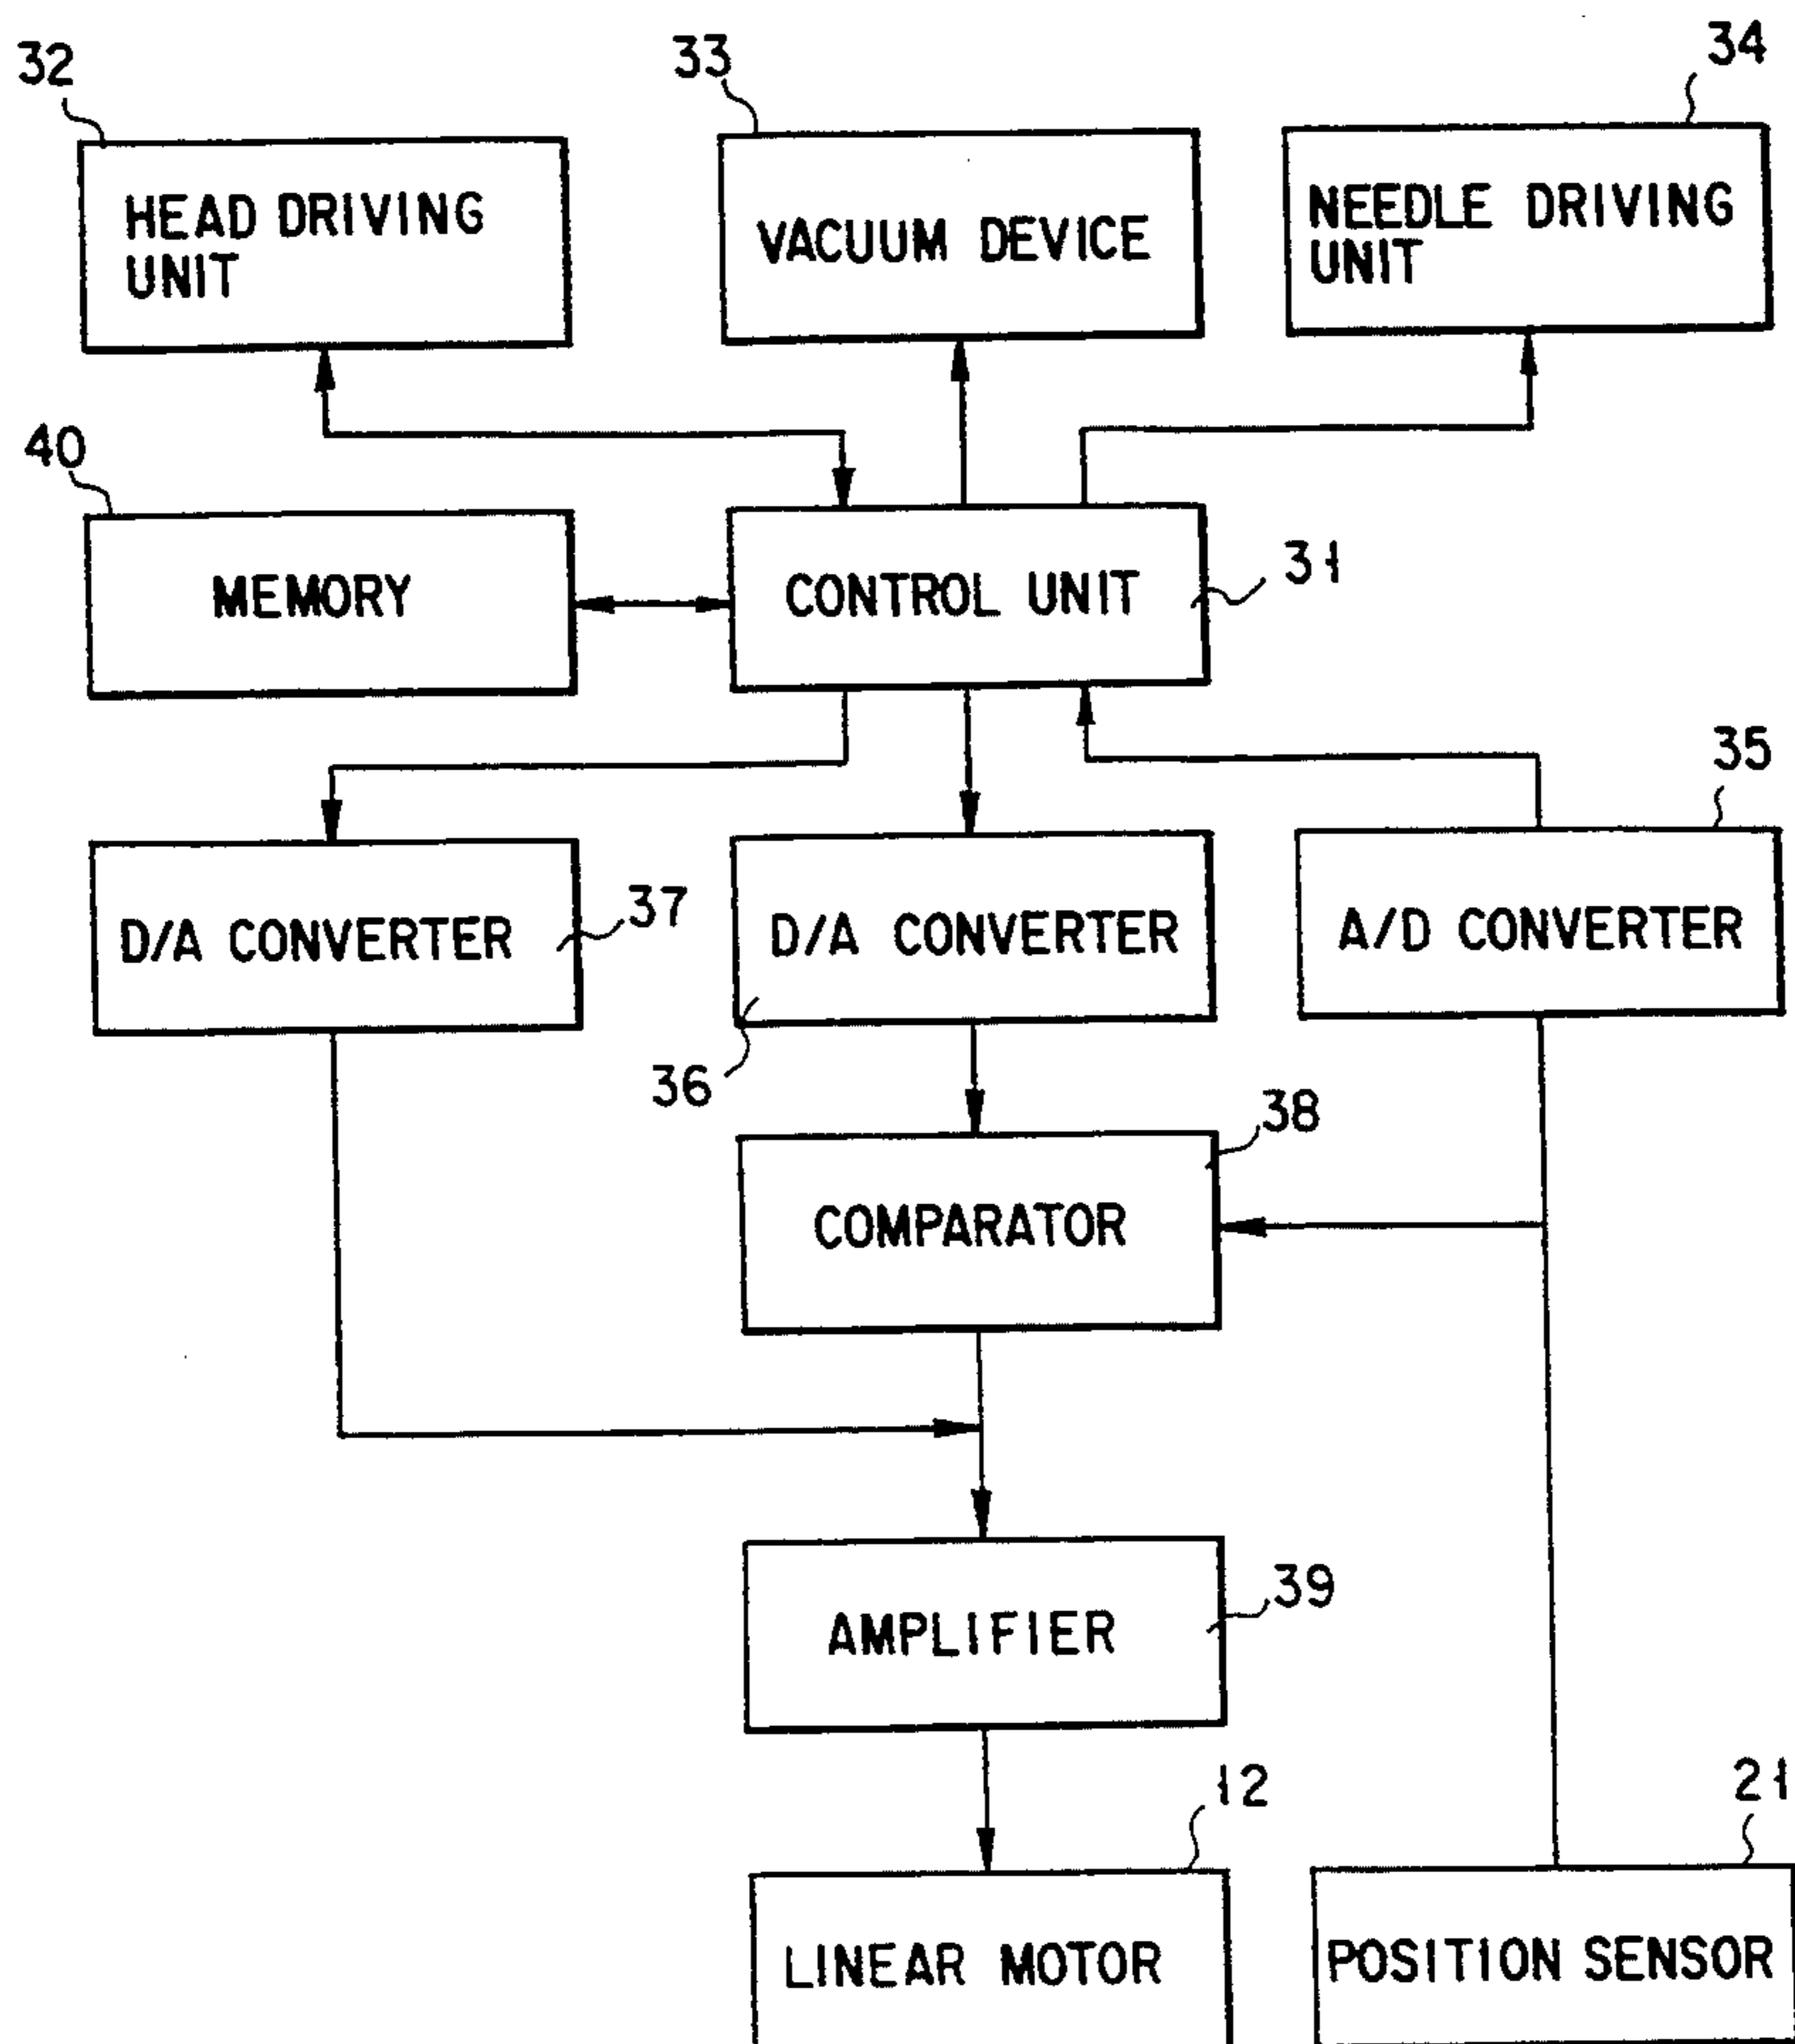 32
33
34
HEAD DRIVING
UNIT
VACUUM DEVICE
NEEDLE DRIVING
UNIT
40
MEMORY
CONTROL UNIT
31
35
D/A CONVERTER
37
D/A CONVERTER
A/D CONVERTER
36
38
COMPARATOR
AMPLIFIER
39
12
21
LINEAR MOTOR
POSITION SENSOR